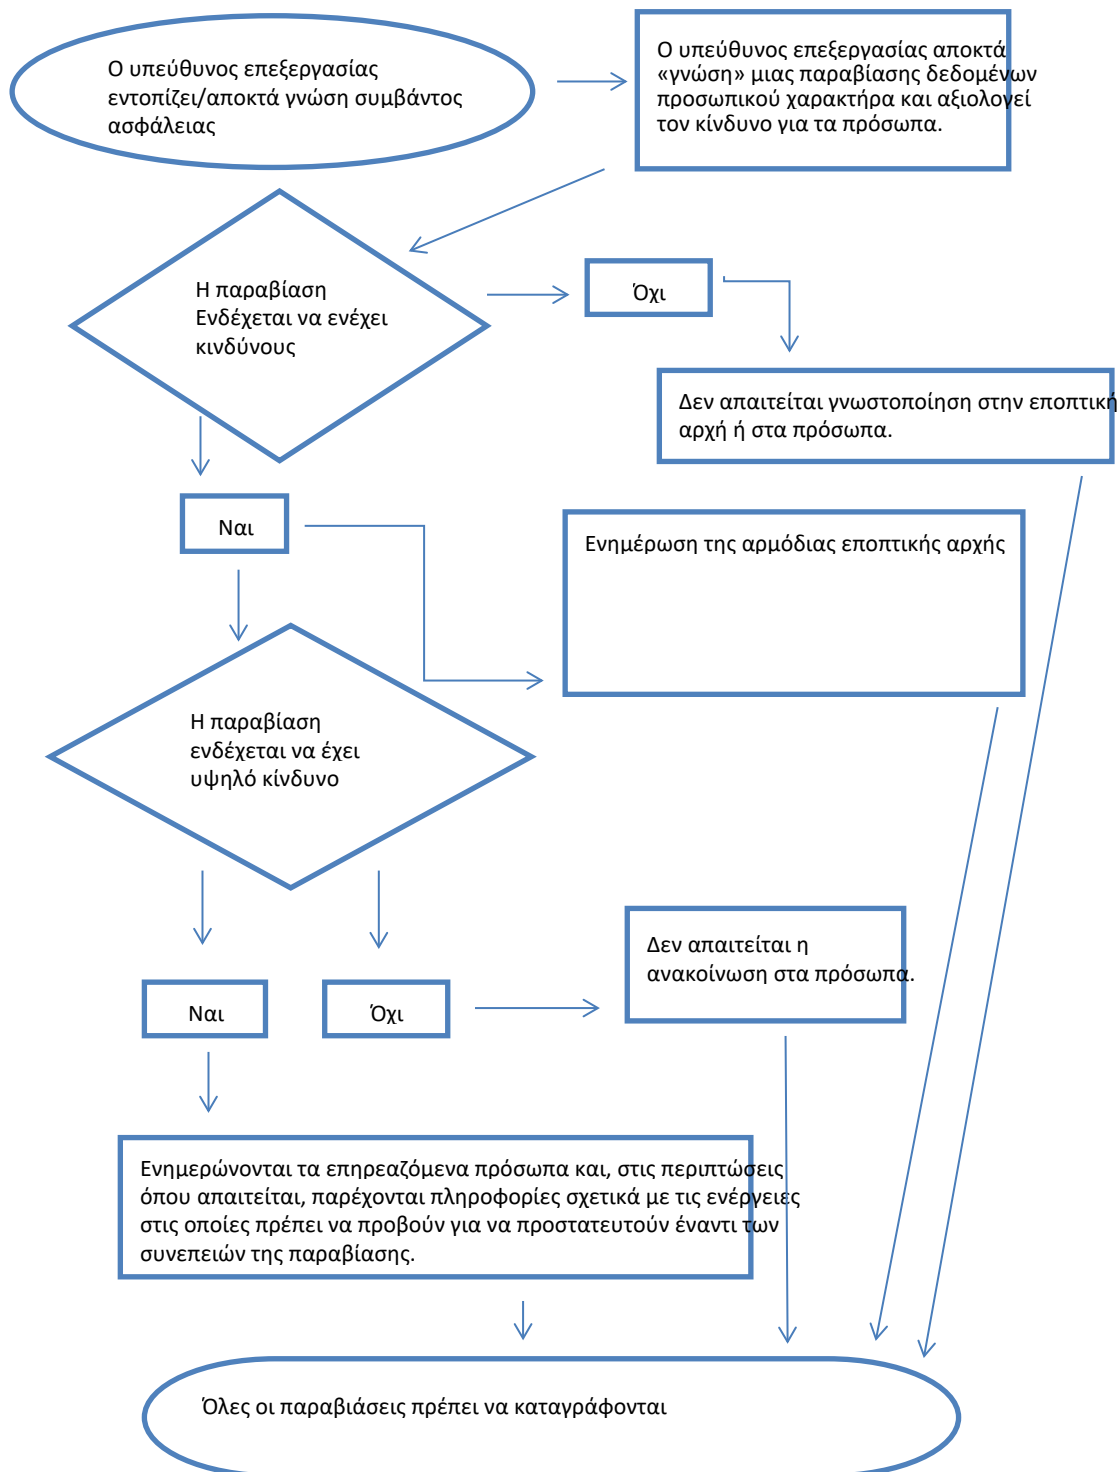 Ο υπεύθυνος επεξεργασίας
εντοπίζει/αποκτά γνώση συμβάντος
ασφάλειας
Ο υπεύθυνος επεξεργασίας αποκτά
«γνώση» μιας παραβίασης δεδομένων
προσωπικού χαρακτήρα και αξιολογεί
τον κίνδυνο για τα πρόσωπα.
Η παραβίαση
Ενδέχεται να ενέχει
κινδύνους
Όχι
Δεν απαιτείται γνωστοποίηση στην εποπτική
αρχή ή στα πρόσωπα.
Ναι
Ενημέρωση της αρμόδιας εποπτικής αρχής
Η παραβίαση
ενδέχεται να έχει
υψηλό κίνδυνο
Δεν απαιτείται η
ανακοίνωση στα πρόσωπα.
Ναι
Όχι
Ενημερώνονται τα επηρεαζόμενα πρόσωπα και, στις περιπτώσεις
όπου απαιτείται, παρέχονται πληροφορίες σχετικά με τις ενέργειες
στις οποίες πρέπει να προβούν για να προστατευτούν έναντι των
συνεπειών της παραβίασης.
Όλες οι παραβιάσεις πρέπει να καταγράφονται